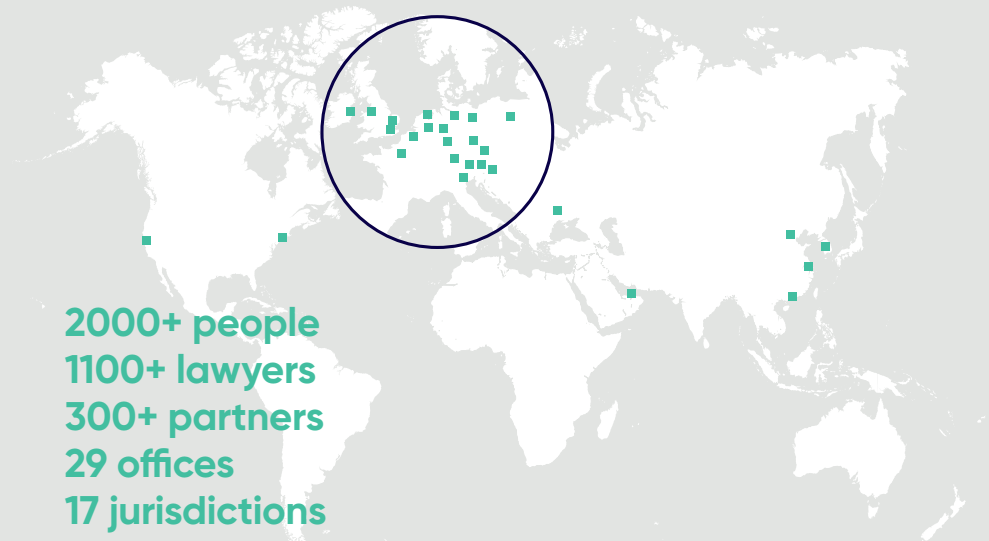 2000+ people
1100+ lawyers
300+ partners
29 offices
17 jurisdictions